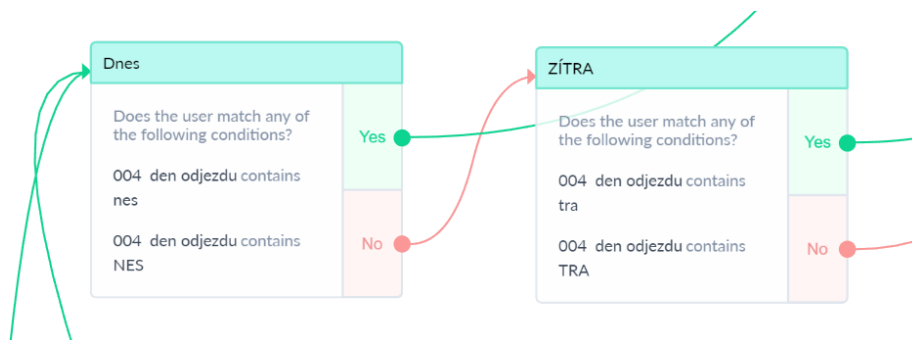 Dnes
Does the user match any of
the following conditions?
004 den odjezdu contains
nes
004 den odjezdu contains
NES
Yes
No
ZÍTRA
Does the user match any of
the following conditions?
004 den odjezdu contains
tra
004 den odjezdu contains
TRA
Yes
No